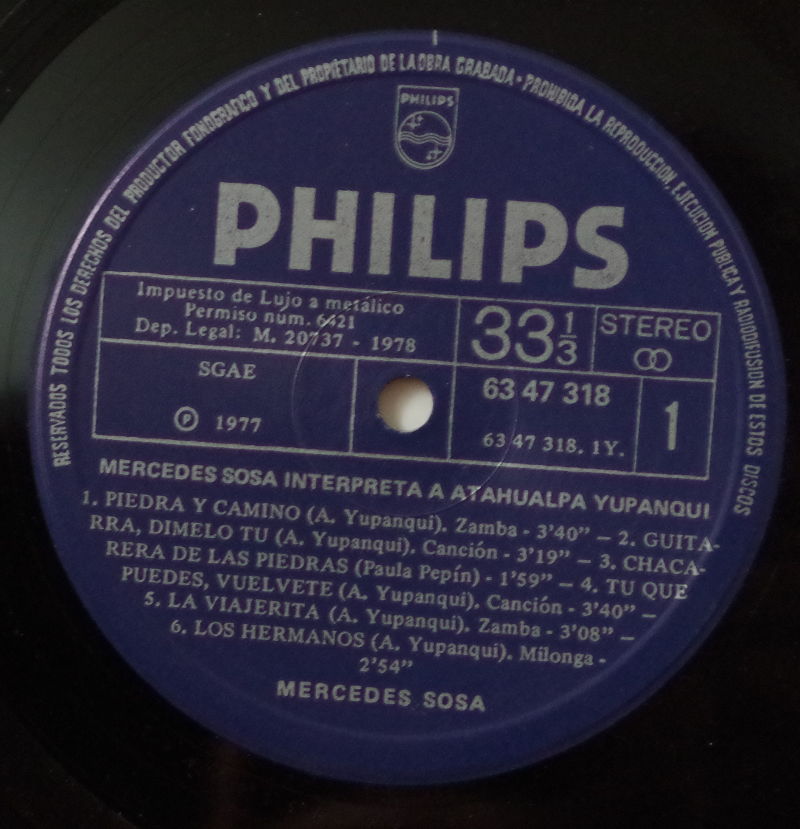 RESERVADOS TODOS LOS DERECHOS DEL PRODUCTOR FONOGRAFICO Y DEL PROPIETARIO DE LA OBRA GRABADA - PROHIBIDA LA REPRODUCCION, EJECUCION PUBLICA Y RADIODIFUSION DE ESTOS DISCOS
PHILIPS
PHILIPS
Impuesto de Lujo a metálico
Permiso núm. 6421
Dep. Legal: M. 20737 - 1978
33 1/3
STEREO
SGAE
℗ 1977
63 47 318
63 47 318. 1Y.
1
MERCEDES SOSA INTERPRETA A ATAHUALPA YUPANQUI
1. PIEDRA Y CAMINO (A. Yupanqui). Zamba - 3'40" — 2. GUITA-
RRA, DIMELO TU (A. Yupanqui). Canción - 3'19" — 3. CHACA-
RERA DE LAS PIEDRAS (Paula Pepín) - 1'59" — 4. TU QUE
PUEDES, VUELVETE (A. Yupanqui). Canción - 3'40" —
5. LA VIAJERITA (A. Yupanqui). Zamba - 3'08" —
6. LOS HERMANOS (A. Yupanqui). Milonga -
2'54"
MERCEDES SOSA